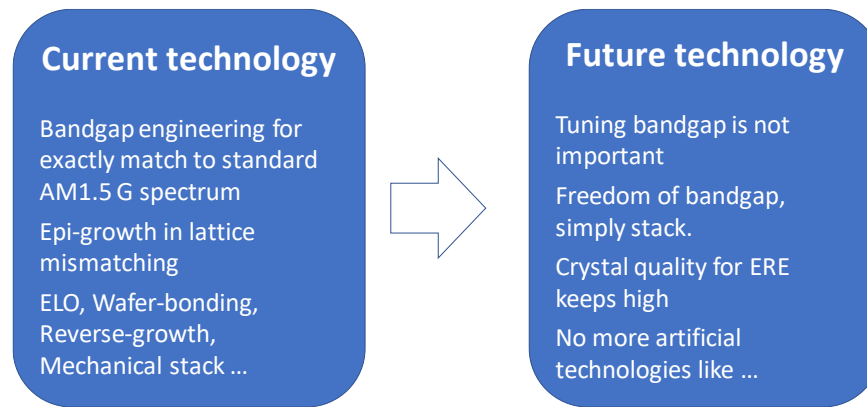 Current technology
Bandgap engineering for
exactly match to standard
AM1.5 G spectrum
Epi-growth in lattice
mismatching
ELO, Wafer-bonding,
Reverse-growth,
Mechanical stack ...
Future technology
Tuning bandgap is not
important
Freedom of bandgap,
simply stack.
Crystal quality for ERE
keeps high
No more artificial
technologies like ...